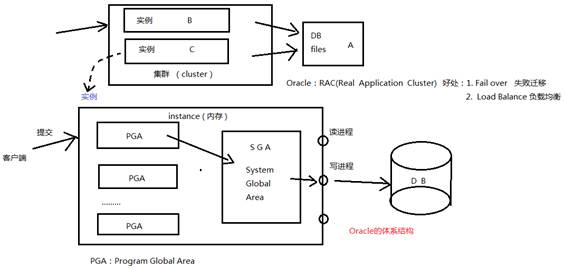 实例 B
实例 C
集群 （cluster）
DB
files A
Oracle：RAC(Real Application Cluster) 好处：1. Fail over 失败迁移
2. Load Balance 负载均衡
实例
instance（内存）
提交
客户端
PGA
PGA
.........
PGA
S G A
System
Global
Area
读进程
写进程
D B
Oracle的体系结构
PGA：Program Global Area